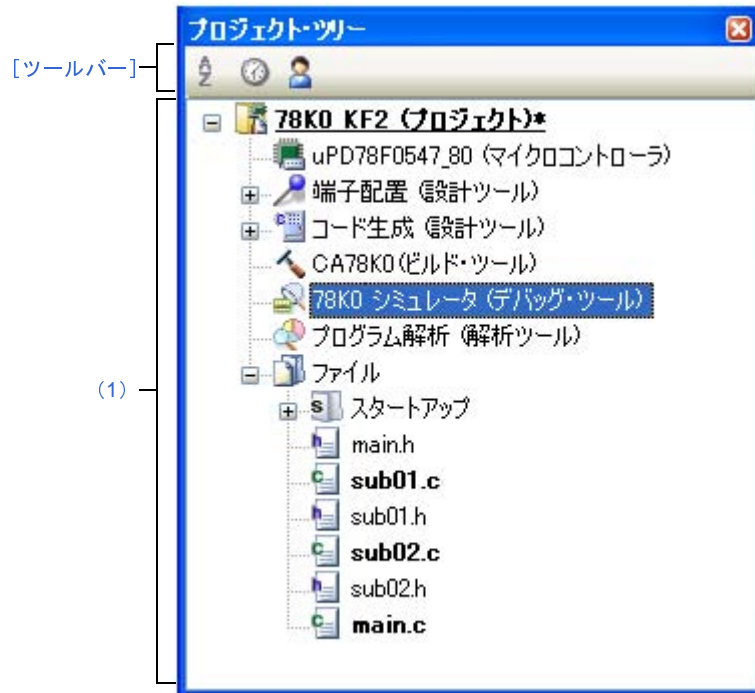 プロジェクト・ツリー
[ツールバー]
78K0 KF2 (プロジェクト)*
uPD78F0547_80 (マイクロコントローラ)
端子配置 (設計ツール)
コード生成 (設計ツール)
CA78K0 (ビルド・ツール)
78K0 シミュレータ (デバッグ・ツール)
プログラム解析 (解析ツール)
ファイル
(1)
スタートアップ
main.h
sub01.c
sub01.h
sub02.c
sub02.h
main.c